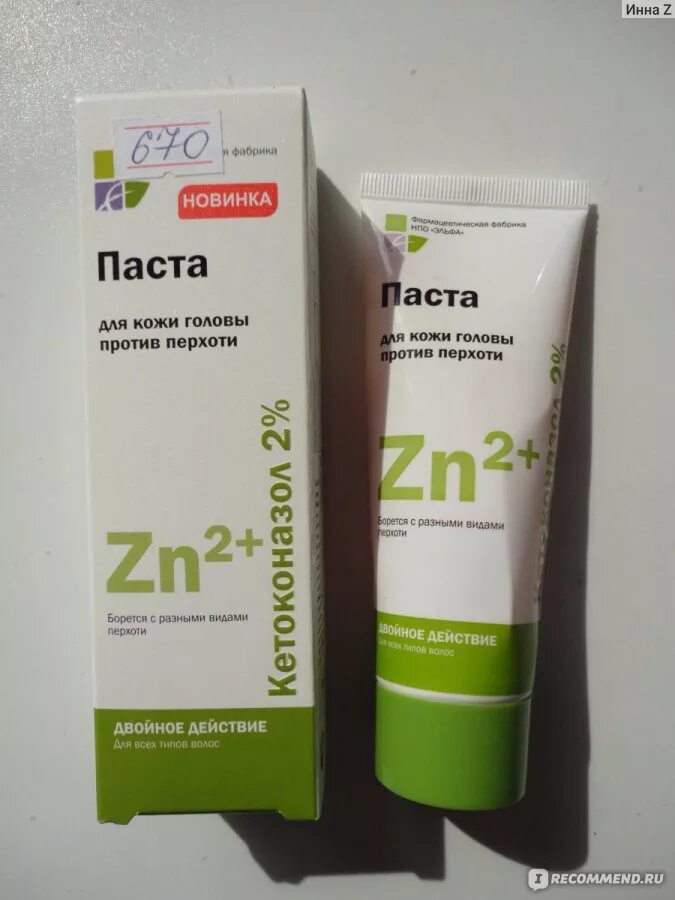 Инна Z
670
я фабрика
НОВИНКА
Паста
для кожи головы
против перхоти
Zn2+
Кетоконазол 2%
Борется с разными видами
перхоти
ДВОЙНОЕ ДЕЙСТВИЕ
Для всех типов волос
Фармацевтическая фабрика
НПО «ЭЛЬФА»
Паста
для кожи головы
против перхоти
Zn2+
Кетоконазол 2%
Борется с разными видами
перхоти
ДВОЙНОЕ ДЕЙСТВИЕ
Для всех типов волос
IRECOMMEND.RU